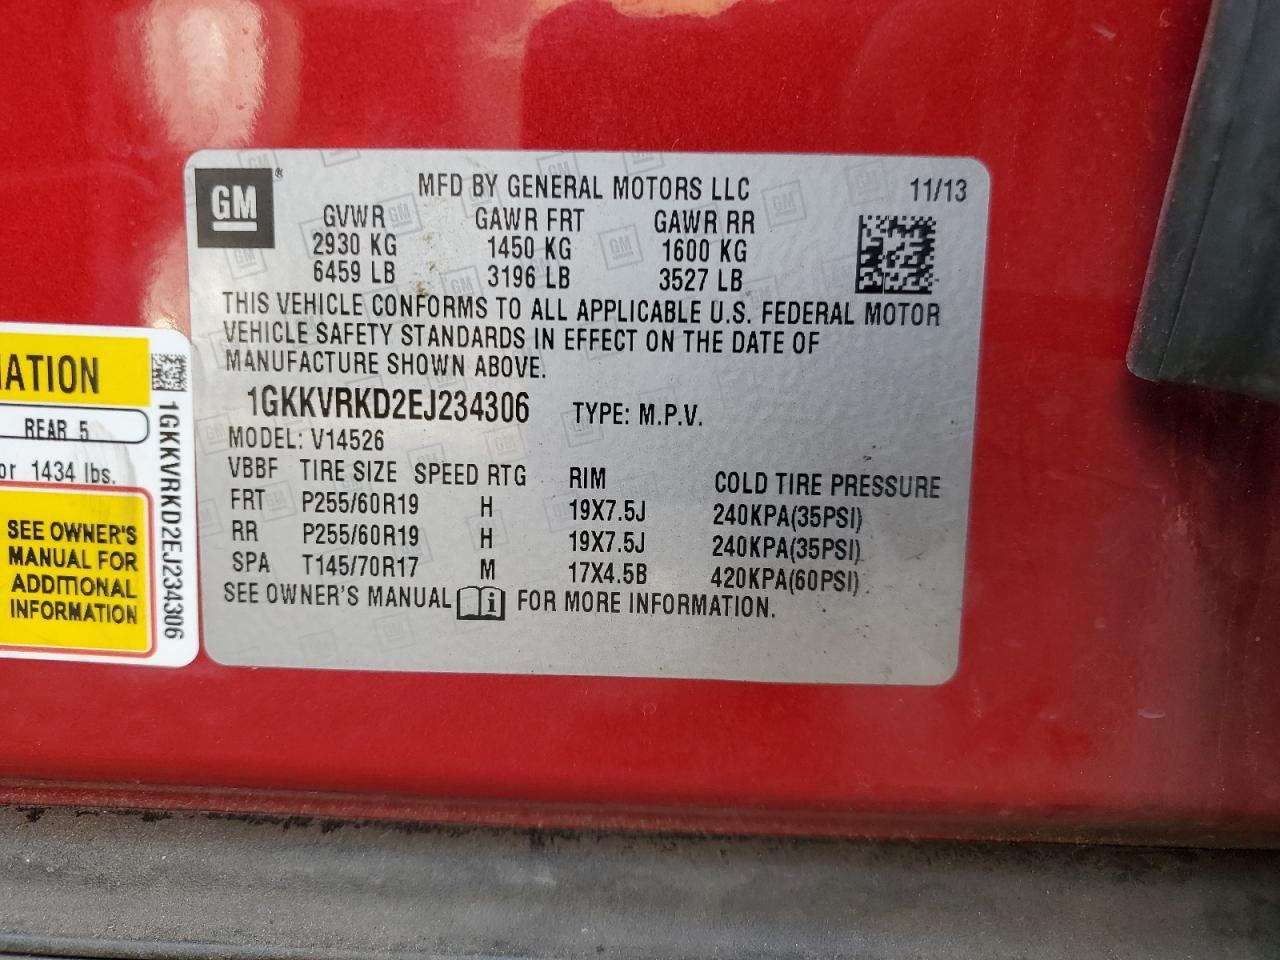 GM
MFD BY GENERAL MOTORS LLC 11/13
GVWR GAWR FRT GAWR RR
2930 KG 1450 KG 1600 KG
6459 LB 3196 LB 3527 LB
THIS VEHICLE CONFORMS TO ALL APPLICABLE U.S. FEDERAL MOTOR
VEHICLE SAFETY STANDARDS IN EFFECT ON THE DATE OF
MANUFACTURE SHOWN ABOVE.
1GKKVRKD2EJ234306 TYPE: M.P.V.
MODEL: V14526
VBBF TIRE SIZE SPEED RTG RIM COLD TIRE PRESSURE
FRT P255/60R19 H 19X7.5J 240KPA(35PSI)
RR P255/60R19 H 19X7.5J 240KPA(35PSI)
SPA T145/70R17 M 17X4.5B 420KPA(60PSI)
SEE OWNER'S MANUAL FOR MORE INFORMATION.
MATION
REAR 5
or 1434 lbs.
SEE OWNER'S
MANUAL FOR
ADDITIONAL
INFORMATION
1GKKVRKD2EJ234306